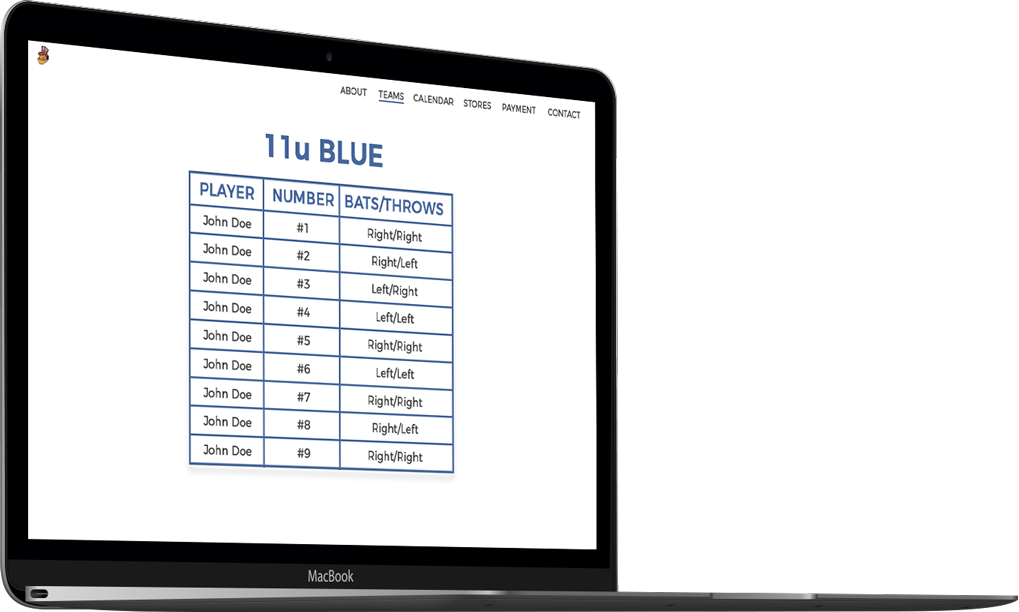 ABOUT TEAMS CALENDAR STORES PAYMENT CONTACT
11u BLUE
PLAYER NUMBER BATS/THROWS
John Doe #1 Right/Right
John Doe #2 Right/Left
John Doe #3 Left/Right
John Doe #4 Left/Left
John Doe #5 Right/Right
John Doe #6 Left/Left
John Doe #7 Right/Right
John Doe #8 Right/Left
John Doe #9 Right/Right
MacBook